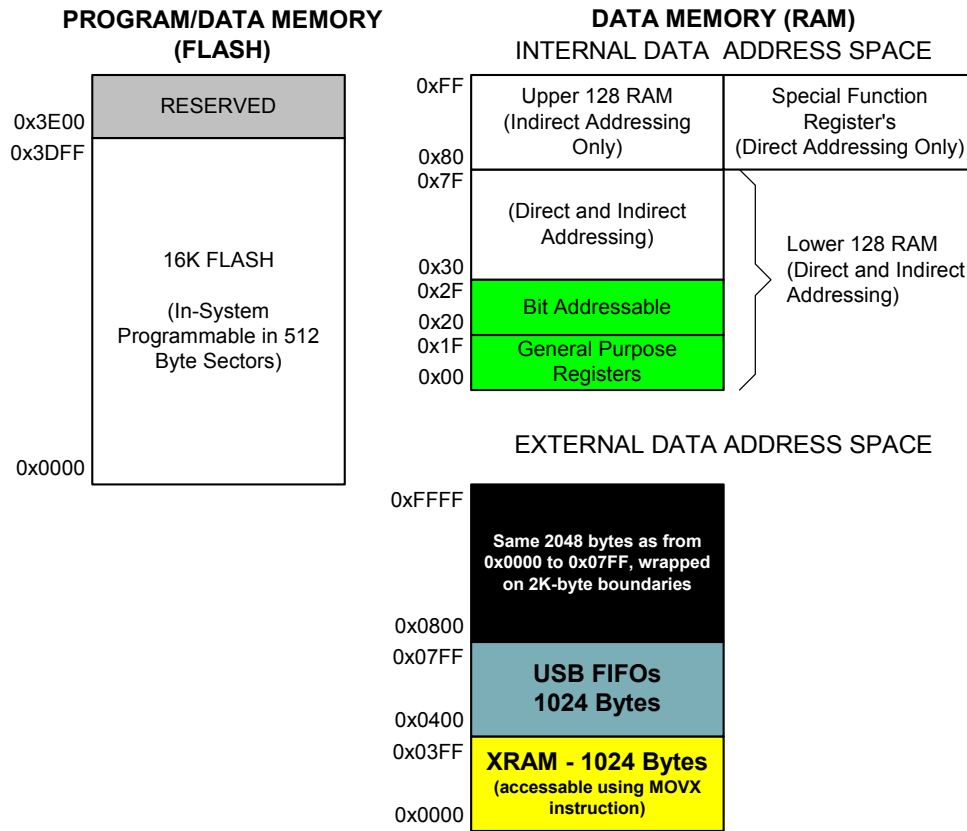 PROGRAM/DATA MEMORY
(FLASH)
RESERVED
0x3E00
0x3DFF
16K FLASH
(In-System
Programmable in 512
Byte Sectors)
0x0000
DATA MEMORY (RAM)
INTERNAL DATA ADDRESS SPACE
0xFF
Upper 128 RAM
(Indirect Addressing
Only)
0x80
Special Function
Register's
(Direct Addressing Only)
0x7F
(Direct and Indirect
Addressing)
0x30
Lower 128 RAM
(Direct and Indirect
Addressing)
0x2F
Bit Addressable
0x20
0x1F
General Purpose
Registers
0x00
EXTERNAL DATA ADDRESS SPACE
0xFFFF
Same 2048 bytes as from
0x0000 to 0x07FF, wrapped
on 2K-byte boundaries
0x0800
0x07FF
USB FIFOs
1024 Bytes
0x0400
0x03FF
XRAM - 1024 Bytes
(accessable using MOVX
instruction)
0x0000